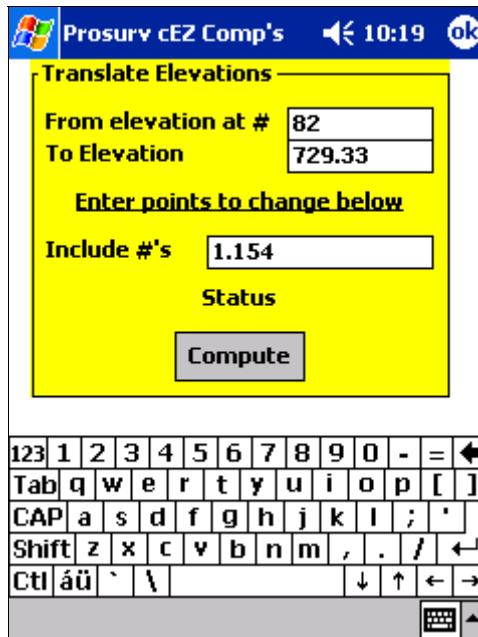 Prosurv cEZ Comp's 10:19 ok
Translate Elevations
From elevation at # 82
To Elevation 729.33
Enter points to change below
Include #'s 1.154
Status
Compute
123 1 2 3 4 5 6 7 8 9 0 - =
Tab q w e r t y u i o p [ ]
CAP a s d f g h j k l ; '
Shift z x c v b n m , . /
Ctl áü ` \ ↓ ↑ ← →